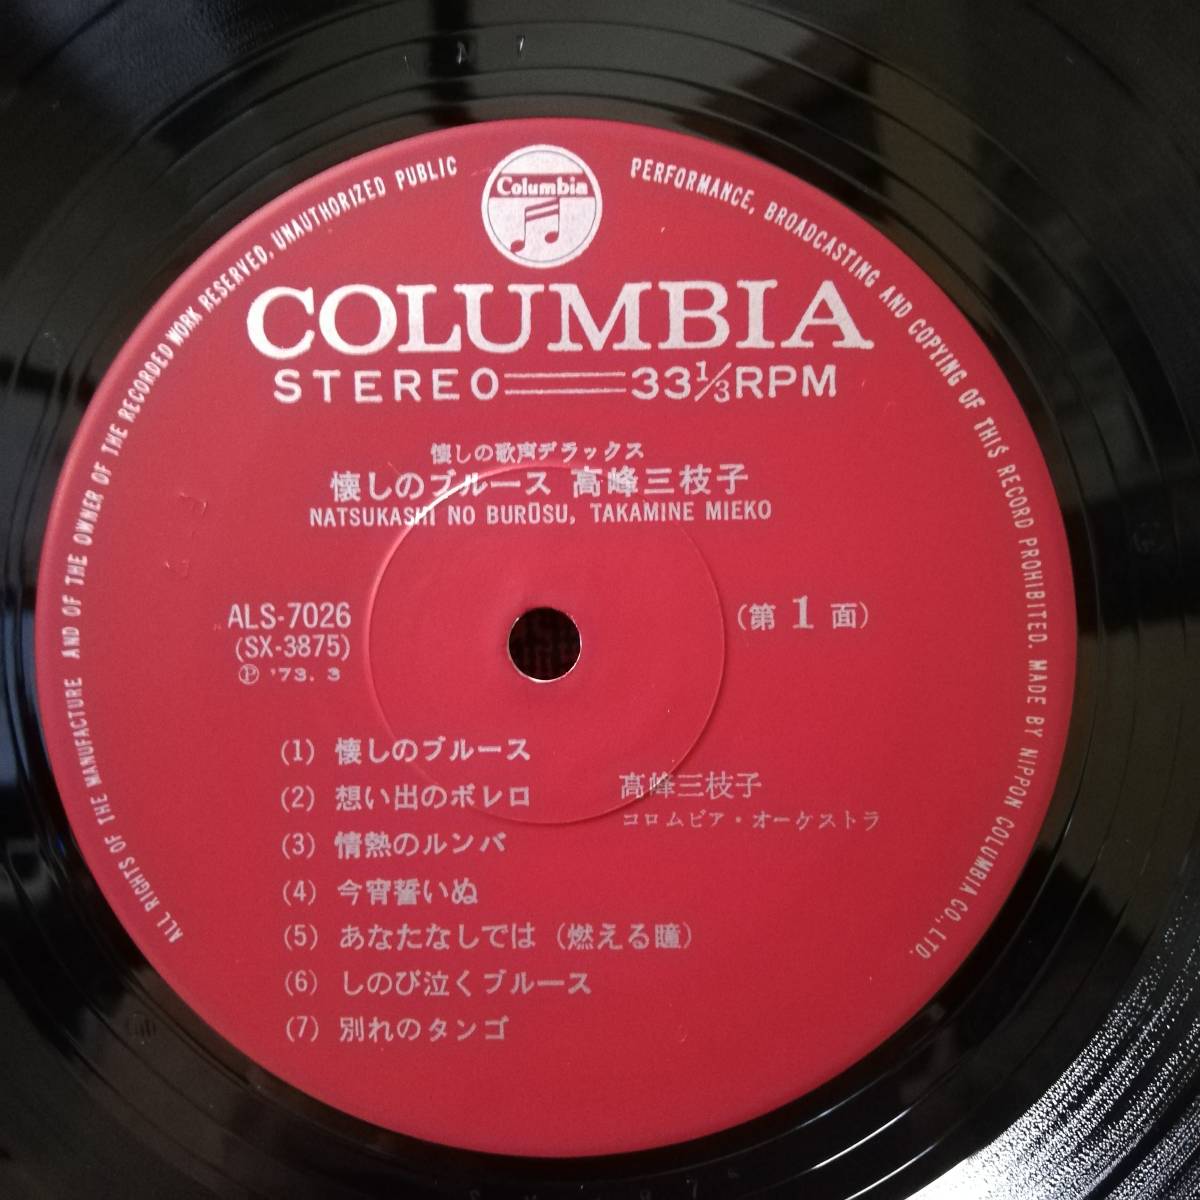 Columbia
COLUMBIA
STEREO 33⅓RPM
懐しの歌声デラックス
懐しのブルース 高峰三枝子
NATSUKASHI NO BURŪSU, TAKAMINE MIEKO
ALS-7026
(SX-3875)
Ⓟ '73. 3
(第 1 面)
(1) 懐しのブルース
(2) 想い出のボレロ
(3) 情熱のルンバ
(4) 今宵誓いぬ
(5) あなたなしでは (燃える瞳)
(6) しのび泣くブルース
(7) 別れのタンゴ
高峰三枝子
コロムビア・オーケストラ
ALL RIGHTS OF THE MANUFACTURE AND OF THE OWNER OF THE RECORDED WORK RESERVED, UNAUTHORIZED PUBLIC PERFORMANCE, BROADCASTING AND COPYING OF THIS RECORD PROHIBITED. MADE BY NIPPON COLUMBIA CO., LTD.